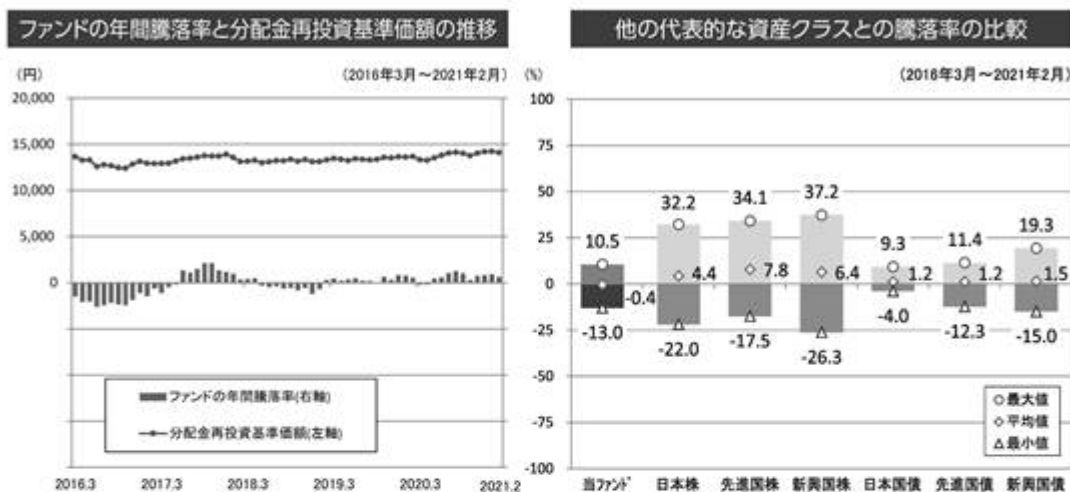 ファンドの年間騰落率と分配金再投資基準価額の推移
(円)
(2016年3月～2021年2月)
20,000
15,000
10,000
5,000
0
ファンドの年間騰落率(右軸)
分配金再投資基準価額(左軸)
2016.3 2017.3 2018.3 2019.3 2020.3 2021.2
他の代表的な資産クラスとの騰落率の比較
(%)
(2016年3月～2021年2月)
100
75
50
25
0
-25
-50
-75
-100
10.5 32.2 34.1 37.2 9.3 11.4 19.3
-0.4 4.4 7.8 6.4 1.2 1.2 1.5
-13.0 -22.0 -17.5 -26.3 -4.0 -12.3 -15.0
最大値
平均値
最小値
当ファンド 日本株 先進国株 新興国株 日本国債 先進国債 新興国債